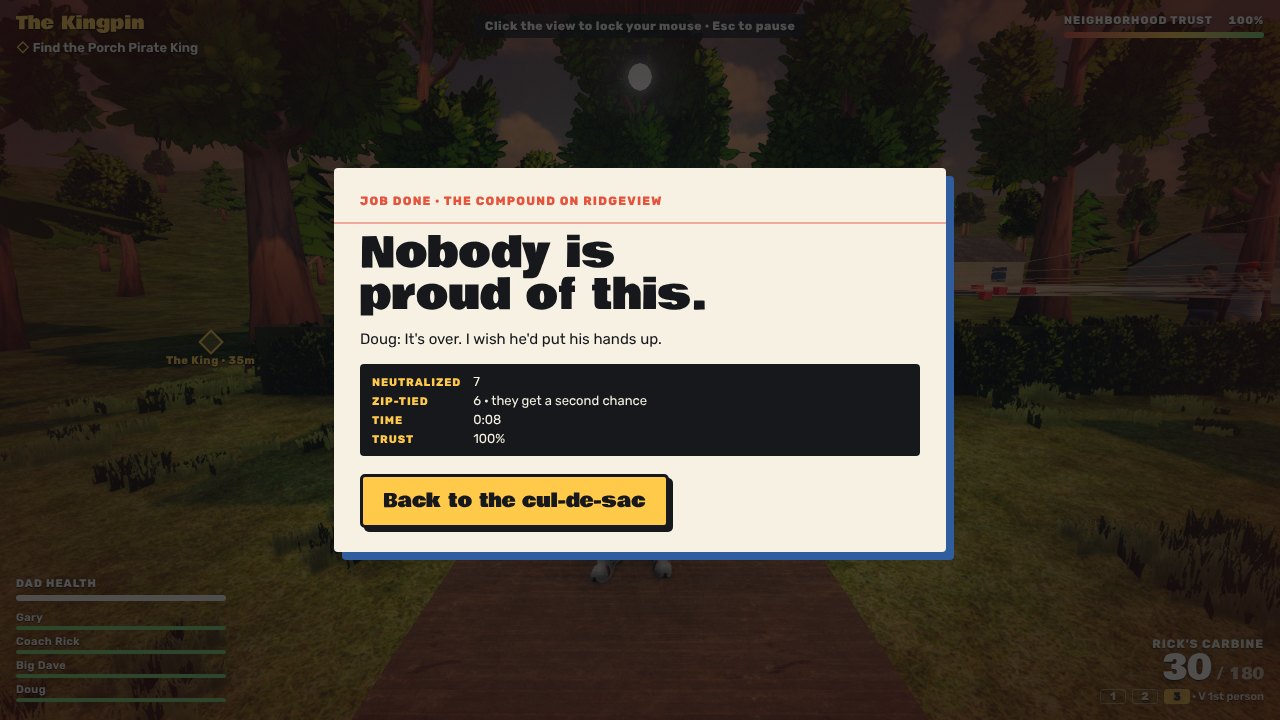 The Kingpin
Find the Porch Pirate King
Click the view to lock your mouse • Esc to pause
NEIGHBORHOOD TRUST 100%
JOB DONE • THE COMPOUND ON RIDGEVIEW
Nobody is
proud of this.
Doug: It's over. I wish he'd put his hands up.
NEUTRALIZED 7
ZIP-TIED 6 • they get a second chance
TIME 0:08
TRUST 100%
Back to the cul-de-sac
The King • 35m
DAD HEALTH
Gary
Coach Rick
Big Dave
Doug
RICK'S CARBINE
30 / 180
1 2 3 • V 1st person